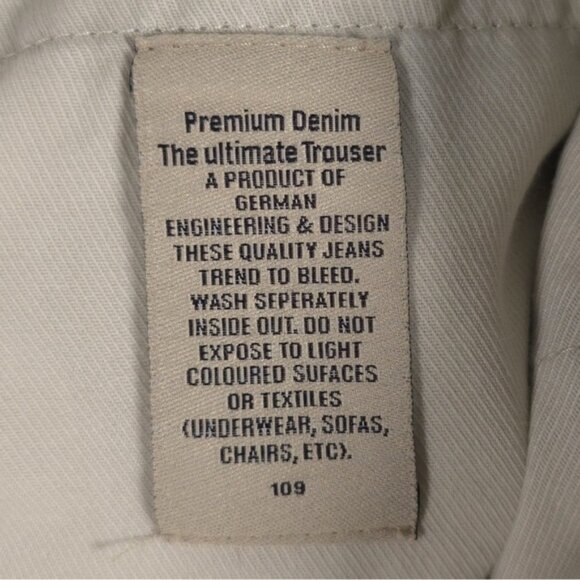 Premium Denim
The ultimate Trouser
A PRODUCT OF
GERMAN
ENGINEERING & DESIGN
THESE QUALITY JEANS
TREND TO BLEED.
WASH SEPERATELY
INSIDE OUT. DO NOT
EXPOSE TO LIGHT
COLOURED SUFACES
OR TEXTILES
(UNDERWEAR, SOFAS,
CHAIRS, ETC).
109